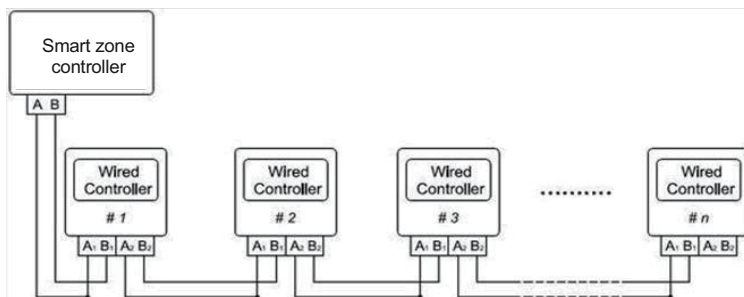 Smart zone
controller
A B
Wired
Controller
# 1
A₁ B₁ A₂ B₂
Wired
Controller
# 2
A₁ B₁ A₂ B₂
Wired
Controller
# 3
A₁ B₁ A₂ B₂
..........
Wired
Controller
# n
A₁ B₁ A₂ B₂